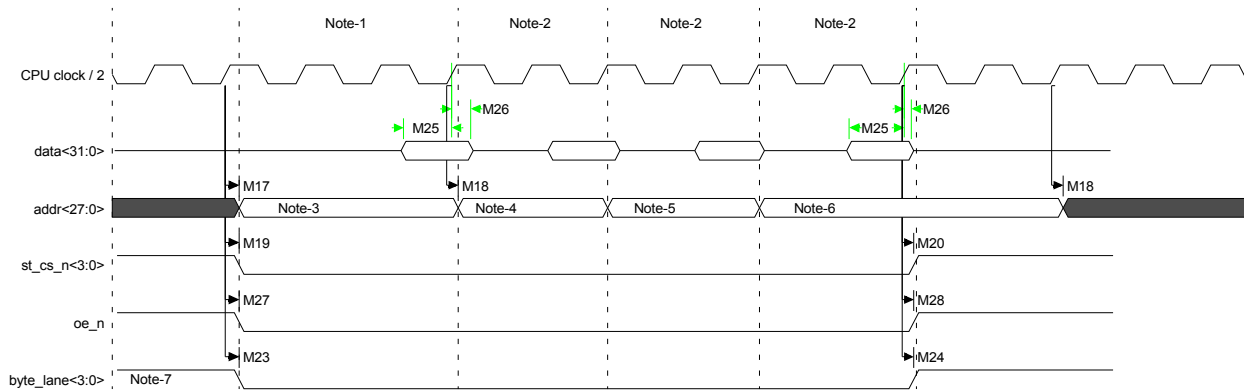 Note-1 Note-2 Note-2 Note-2
CPU clock / 2
M26 M26
M25 M25
data<31:0>
M17 M18 M18
addr<27:0> Note-3 Note-4 Note-5 Note-6
M19 M20
st_cs_n<3:0>
M27 M28
oe_n
M23 M24
byte_lane<3:0> Note-7